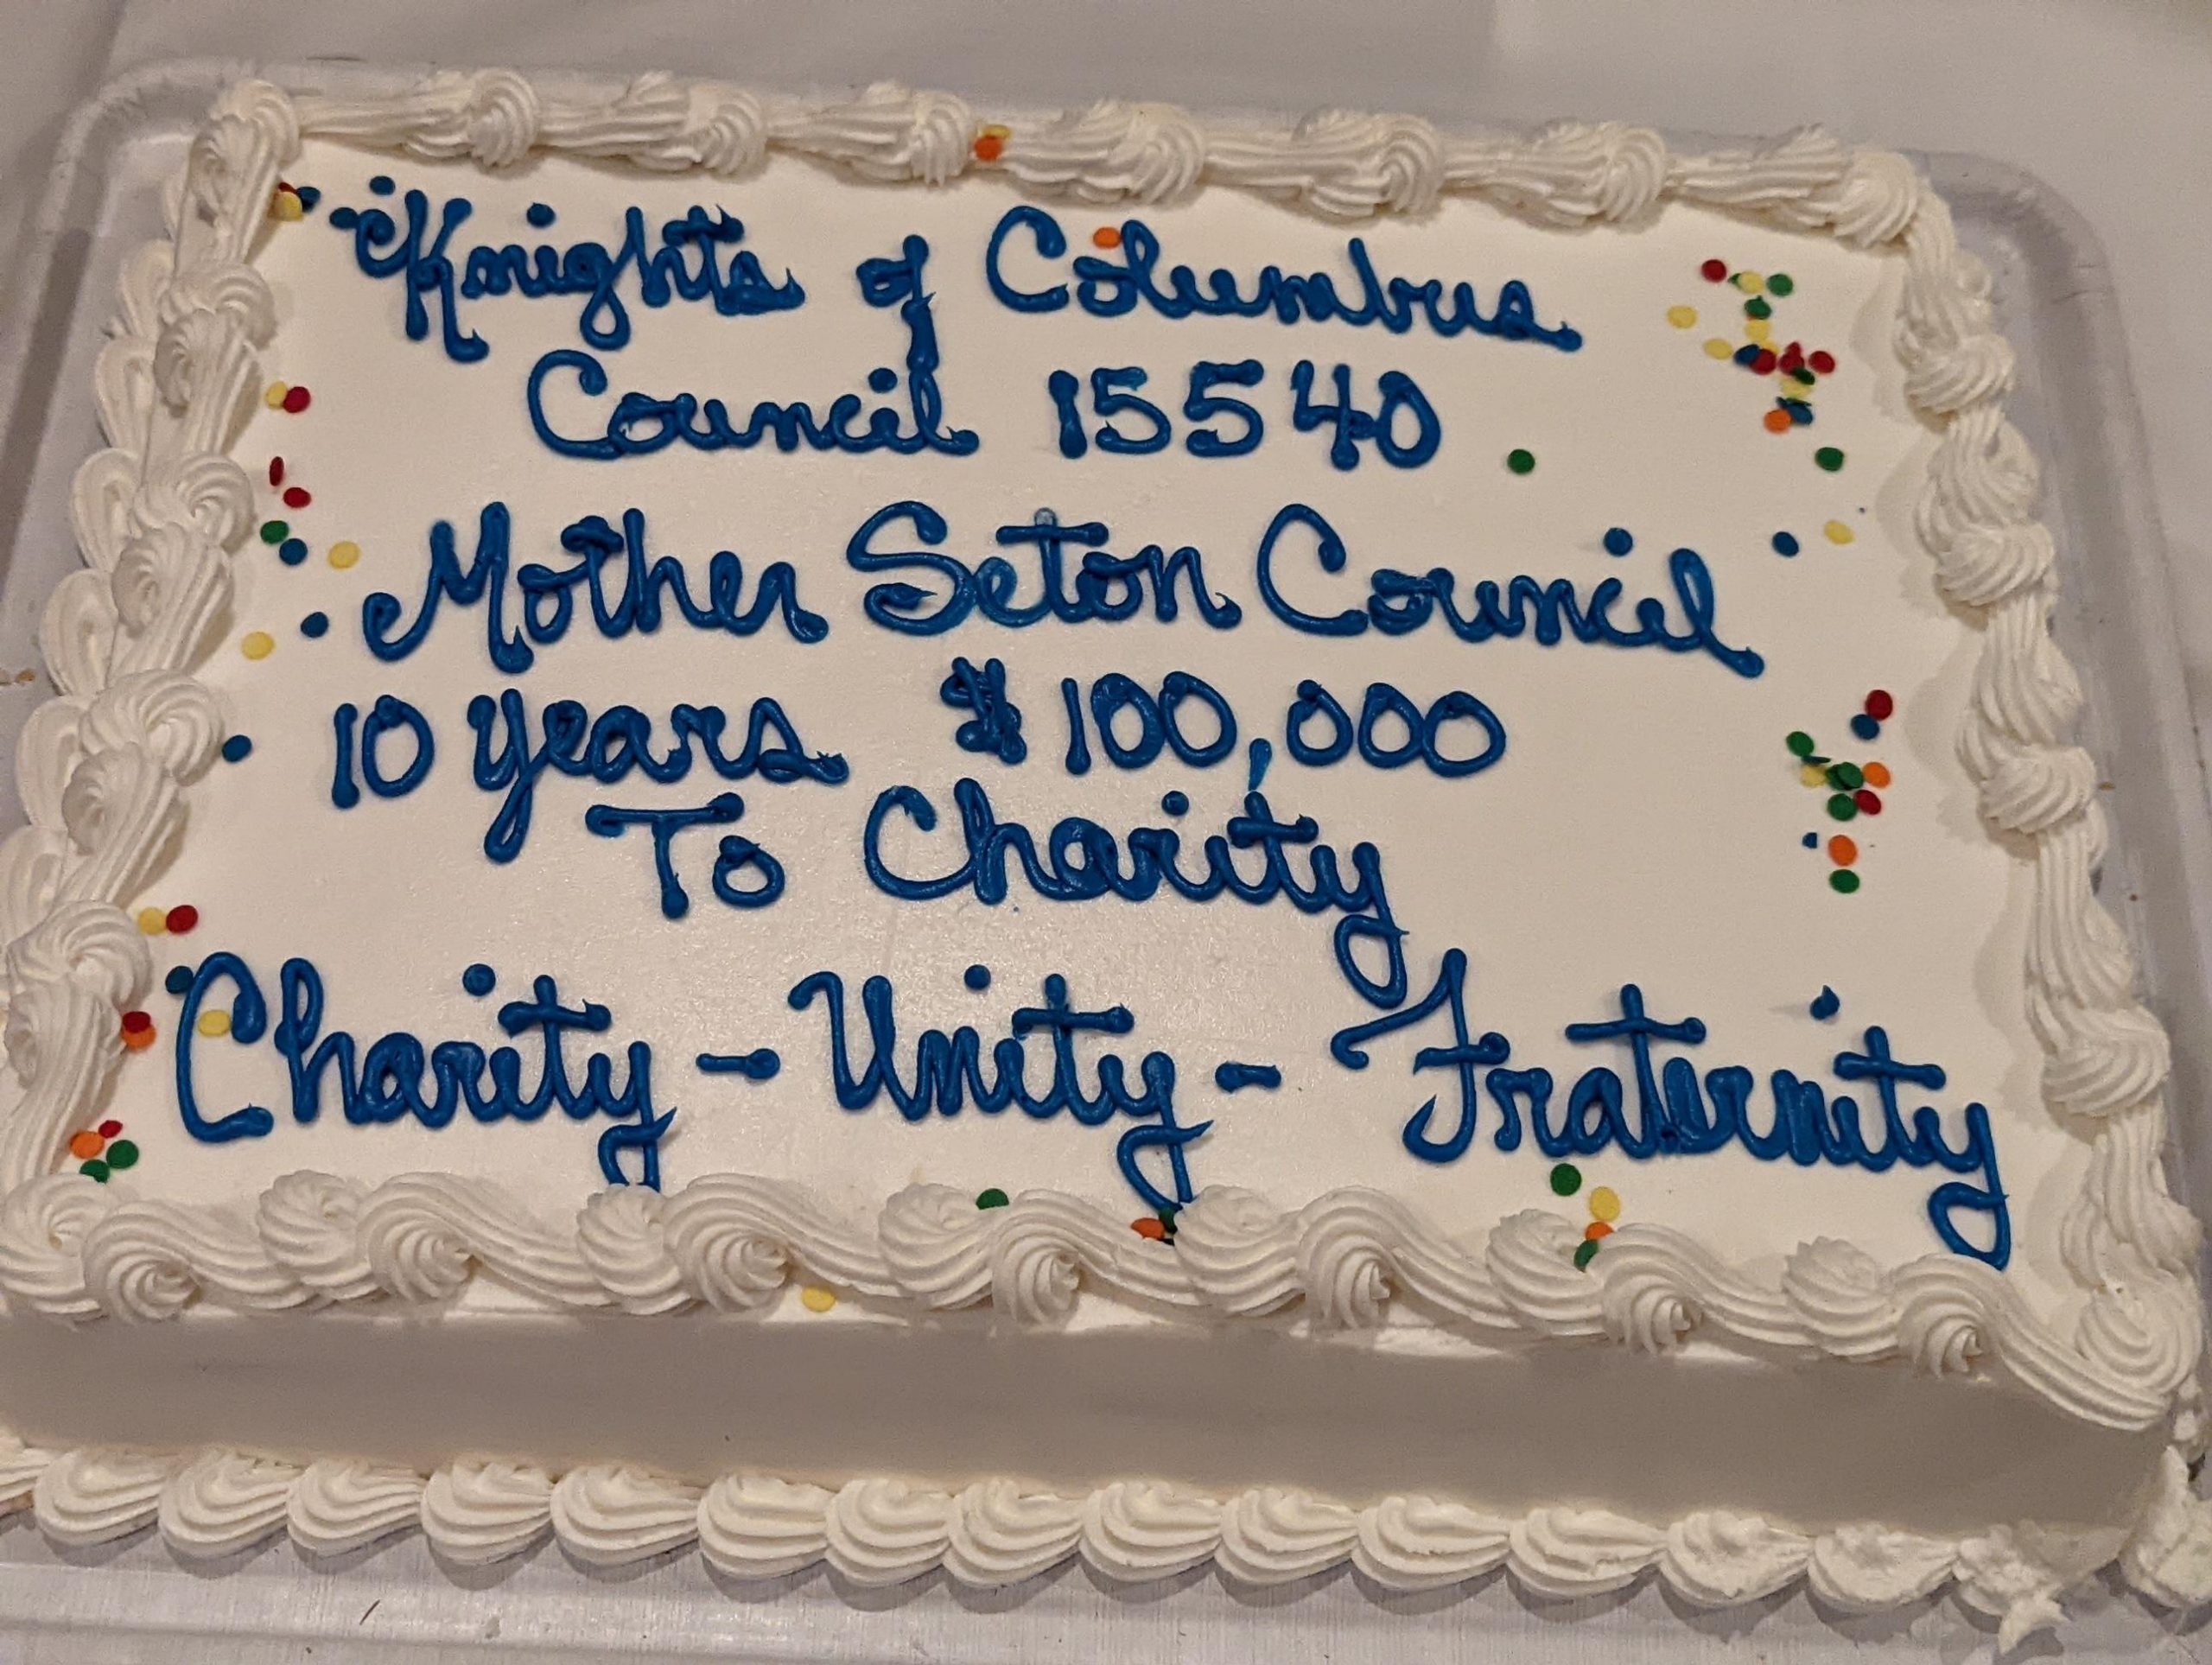 Knights of Columbus
Council 15540
Mother Seton Council
10 years $100,000
To Charity
Charity - Unity - Fraternity